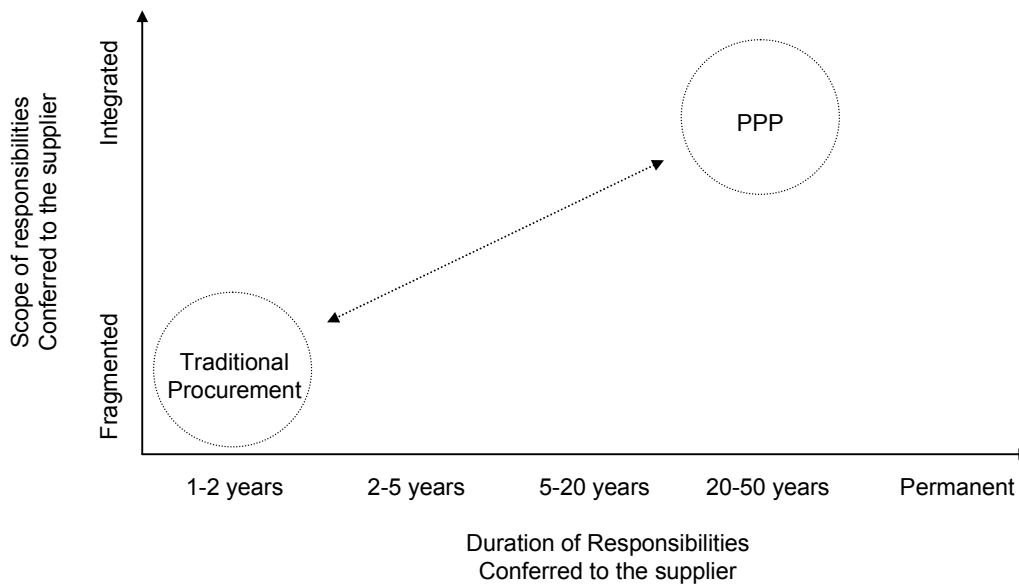 Scope of responsibilities
Conferred to the supplier
Integrated
Fragmented
PPP
Traditional
Procurement
1-2 years
2-5 years
5-20 years
20-50 years
Permanent
Duration of Responsibilities
Conferred to the supplier